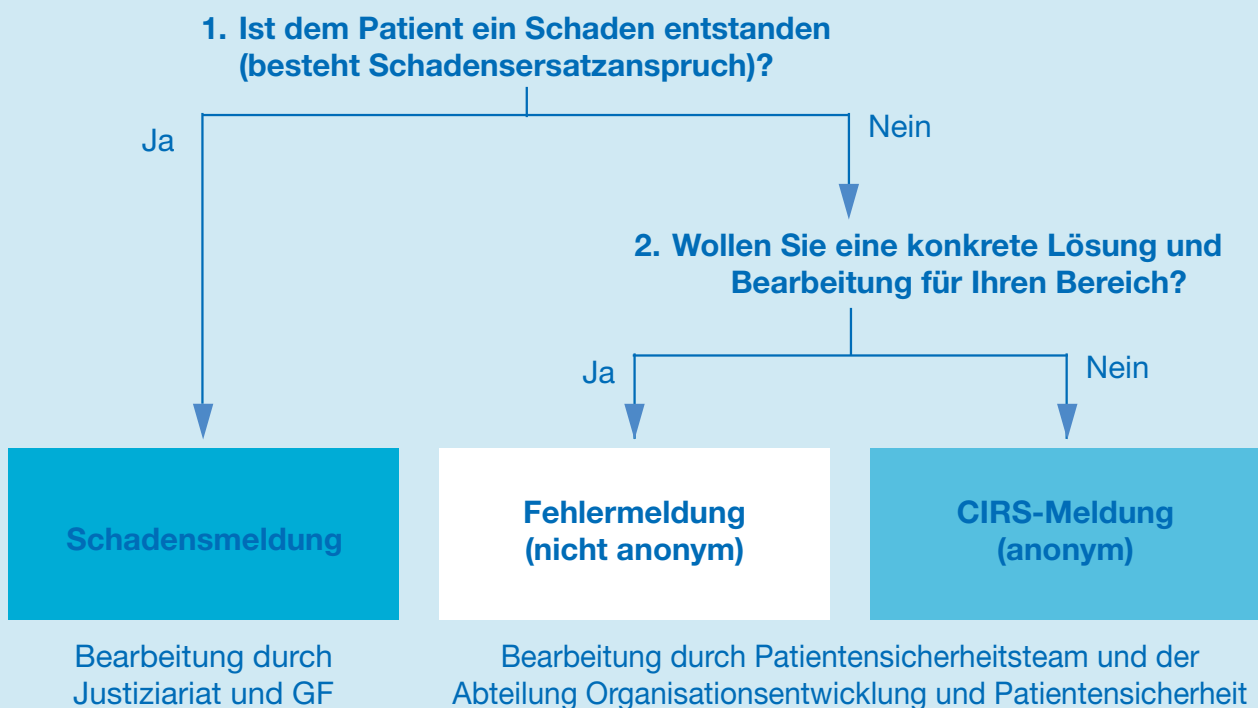 1. Ist dem Patient ein Schaden entstanden
(besteht Schadensersatzanspruch)?
Ja
Nein
2. Wollen Sie eine konkrete Lösung und
Bearbeitung für Ihren Bereich?
Ja
Nein
Schadensmeldung
Fehlermeldung
(nicht anonym)
CIRS-Meldung
(anonym)
Bearbeitung durch
Justiziariat und GF
Bearbeitung durch Patientensicherheitsteam und der
Abteilung Organisationsentwicklung und Patientensicherheit